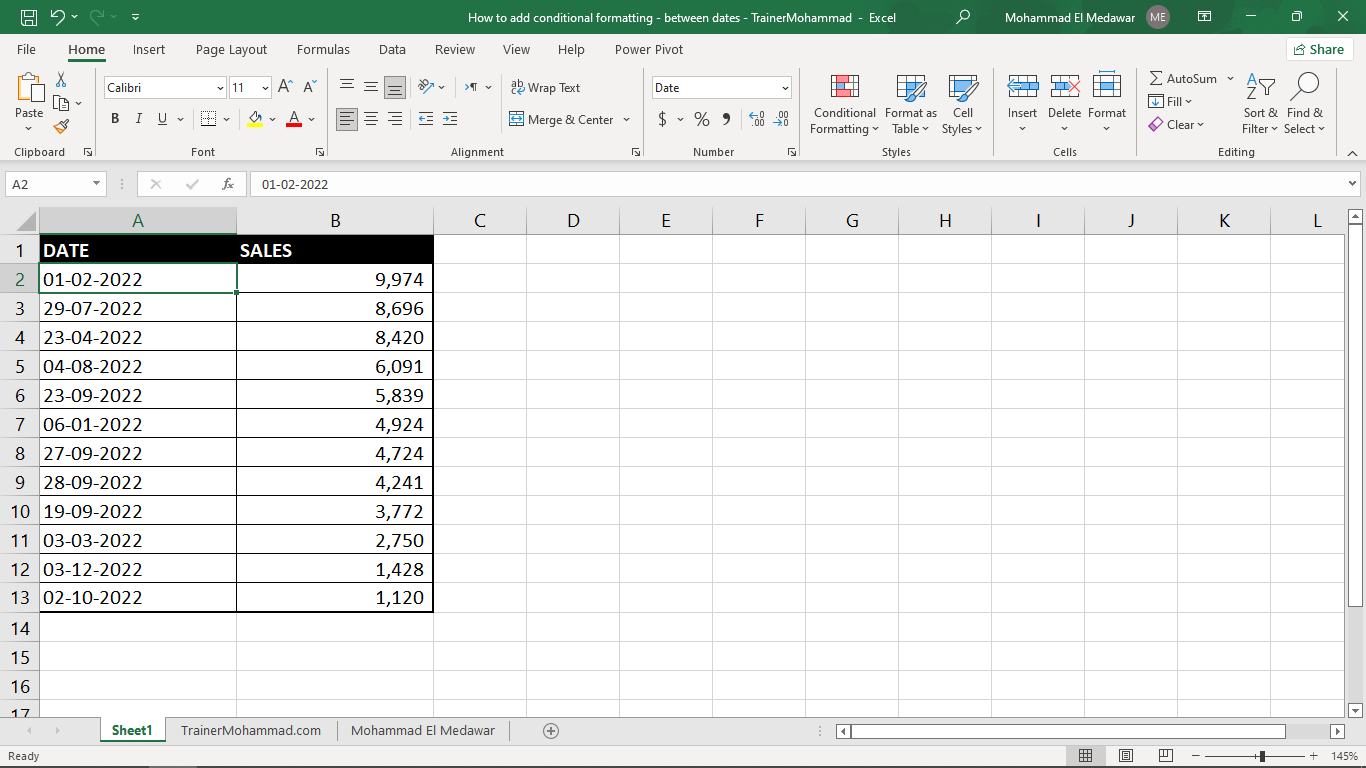 How to add conditional formatting - between dates - TrainerMohammad - Excel
Mohammad El Medawar ME
File Home Insert Page Layout Formulas Data Review View Help Power Pivot Share
Calibri 11 Wrap Text Date AutoSum
Paste Conditional Formatting Format as Table Cell Styles Insert Delete Format Fill Sort & Filter Find & Select
B I U A Merge & Center $ % Clear
Clipboard Font Alignment Number Styles Cells Editing
A2 fx 01-02-2022
A B C D E F G H I J K L
1 DATE SALES
2 01-02-2022 9,974
3 29-07-2022 8,696
4 23-04-2022 8,420
5 04-08-2022 6,091
6 23-09-2022 5,839
7 06-01-2022 4,924
8 27-09-2022 4,724
9 28-09-2022 4,241
10 19-09-2022 3,772
11 03-03-2022 2,750
12 03-12-2022 1,428
13 02-10-2022 1,120
14
15
16
17
Sheet1 TrainerMohammad.com Mohammad El Medawar
Ready 145%